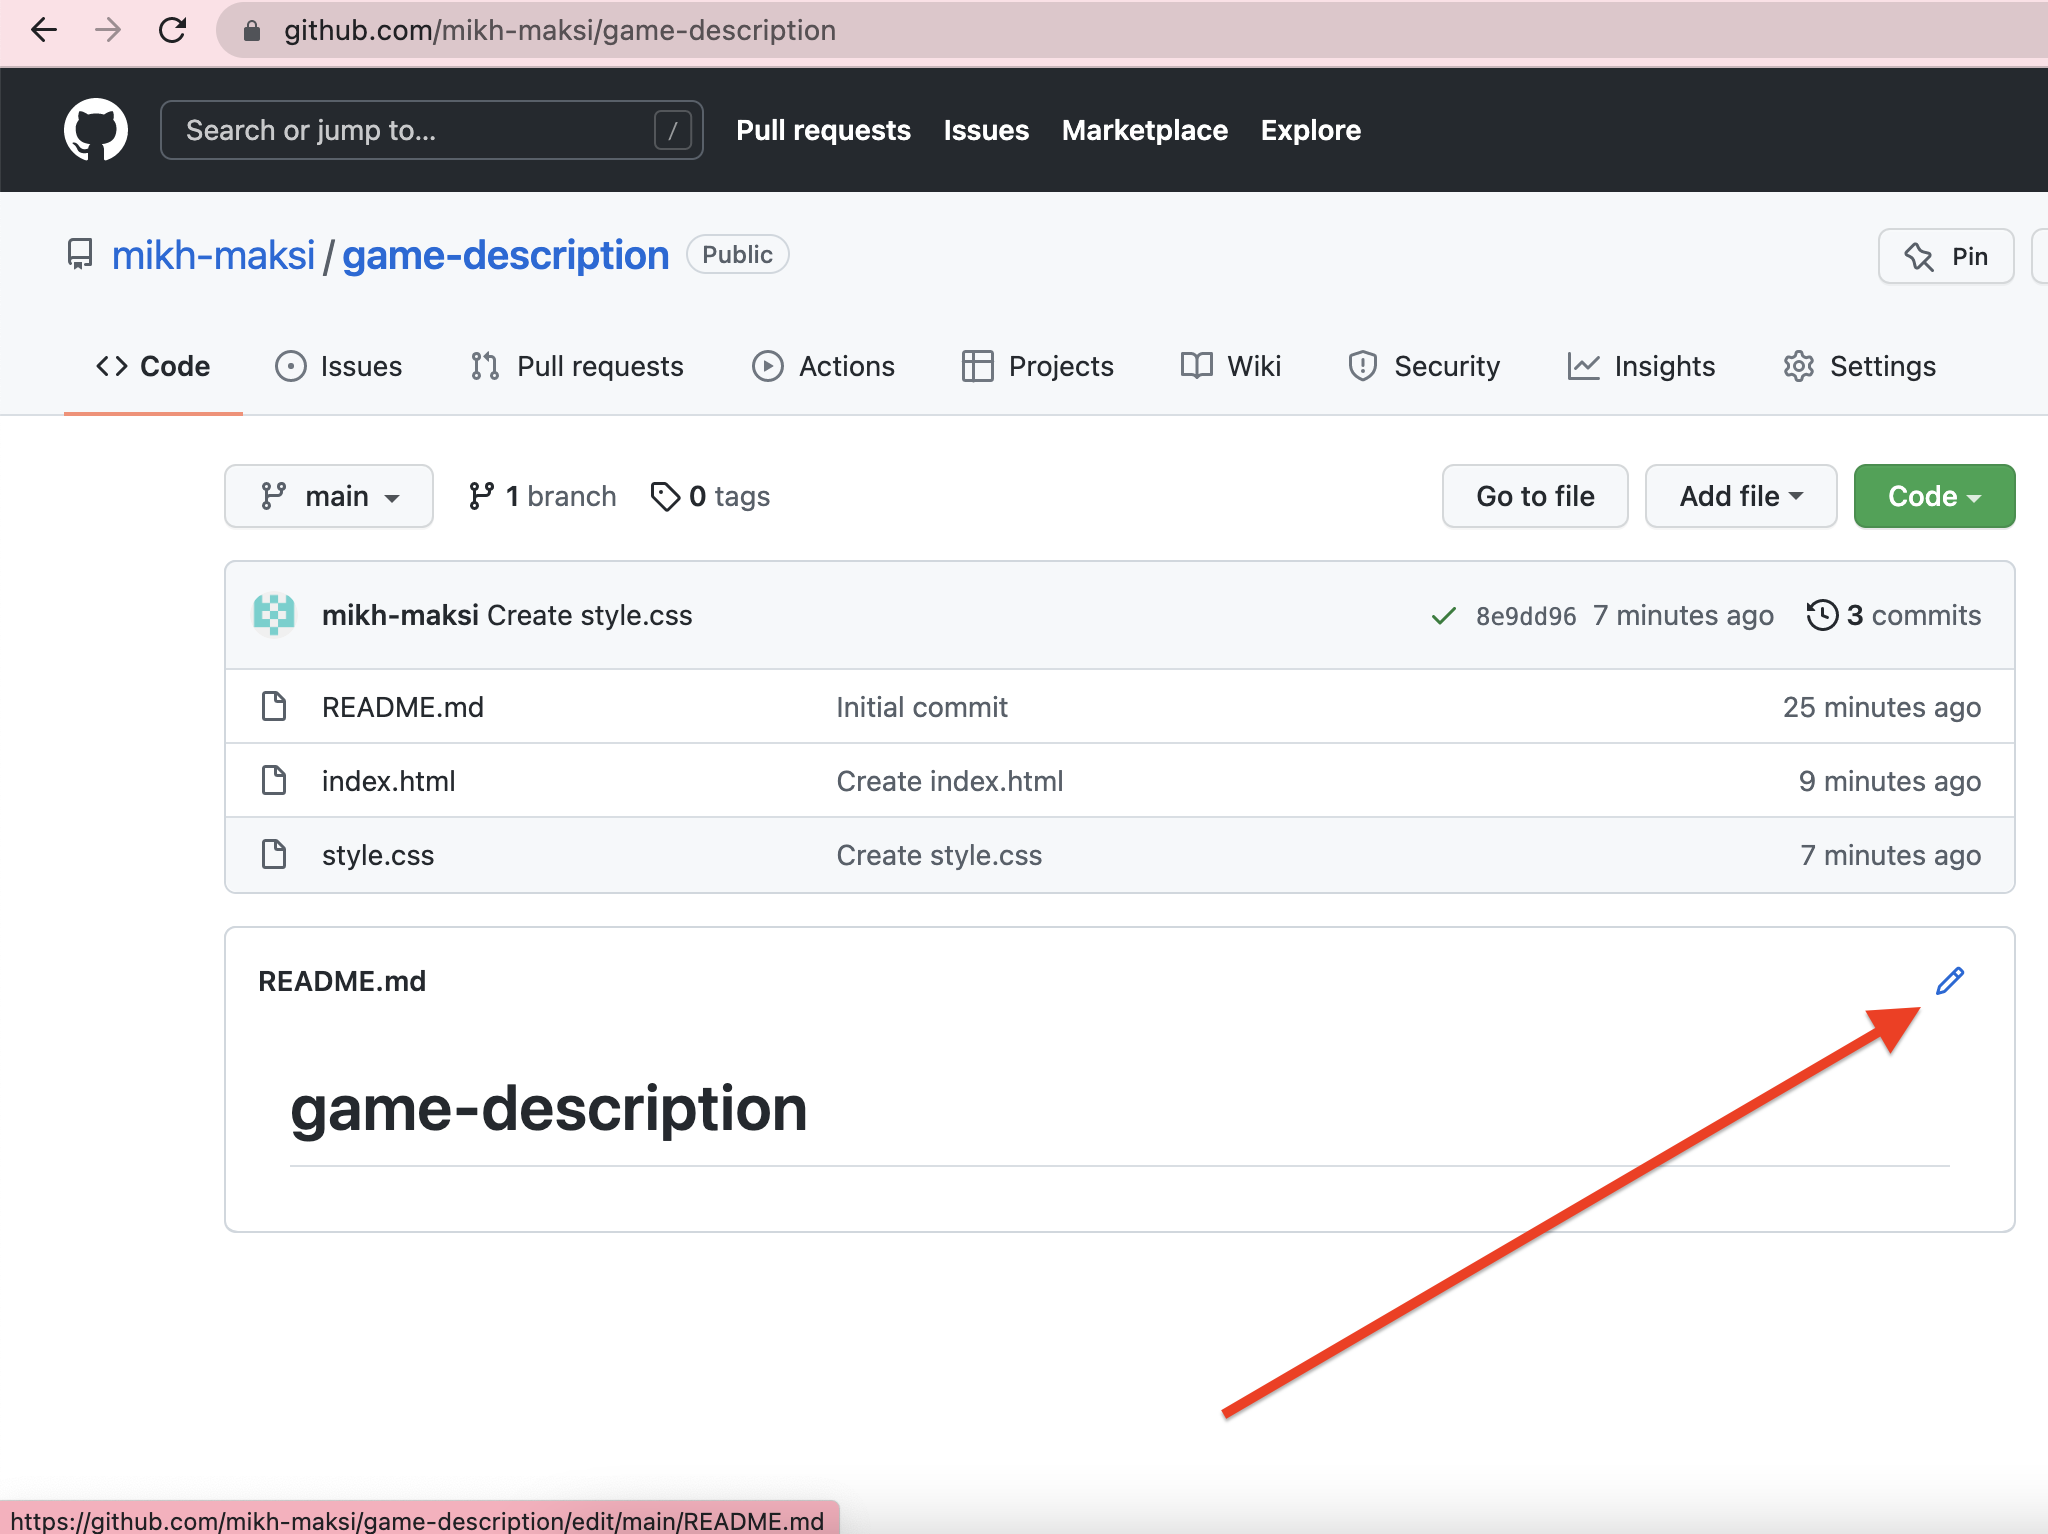 github.com/mikh-maksi/game-description
Search or jump to... / Pull requests Issues Marketplace Explore
mikh-maksi / game-description Public Pin
Code Issues Pull requests Actions Projects Wiki Security Insights Settings
main 1 branch 0 tags Go to file Add file Code
mikh-maksi Create style.css 8e9dd96 7 minutes ago 3 commits
README.md Initial commit 25 minutes ago
index.html Create index.html 9 minutes ago
style.css Create style.css 7 minutes ago
README.md
game-description
https://github.com/mikh-maksi/game-description/edit/main/README.md